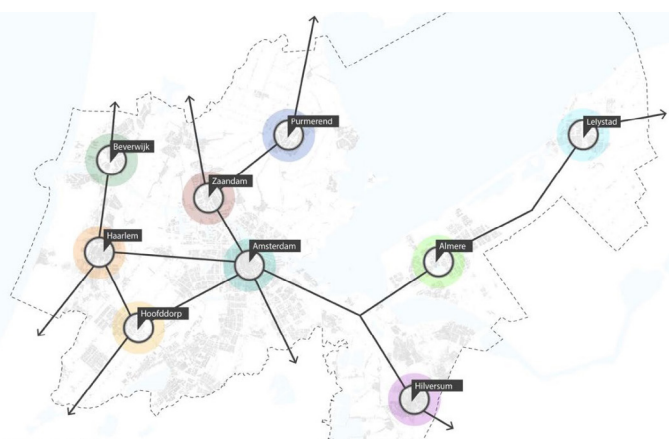 Purmerend
Lelystad
Beverwijk
Zaandam
Haarlem
Amsterdam
Almere
Hoofddorp
Hilversum